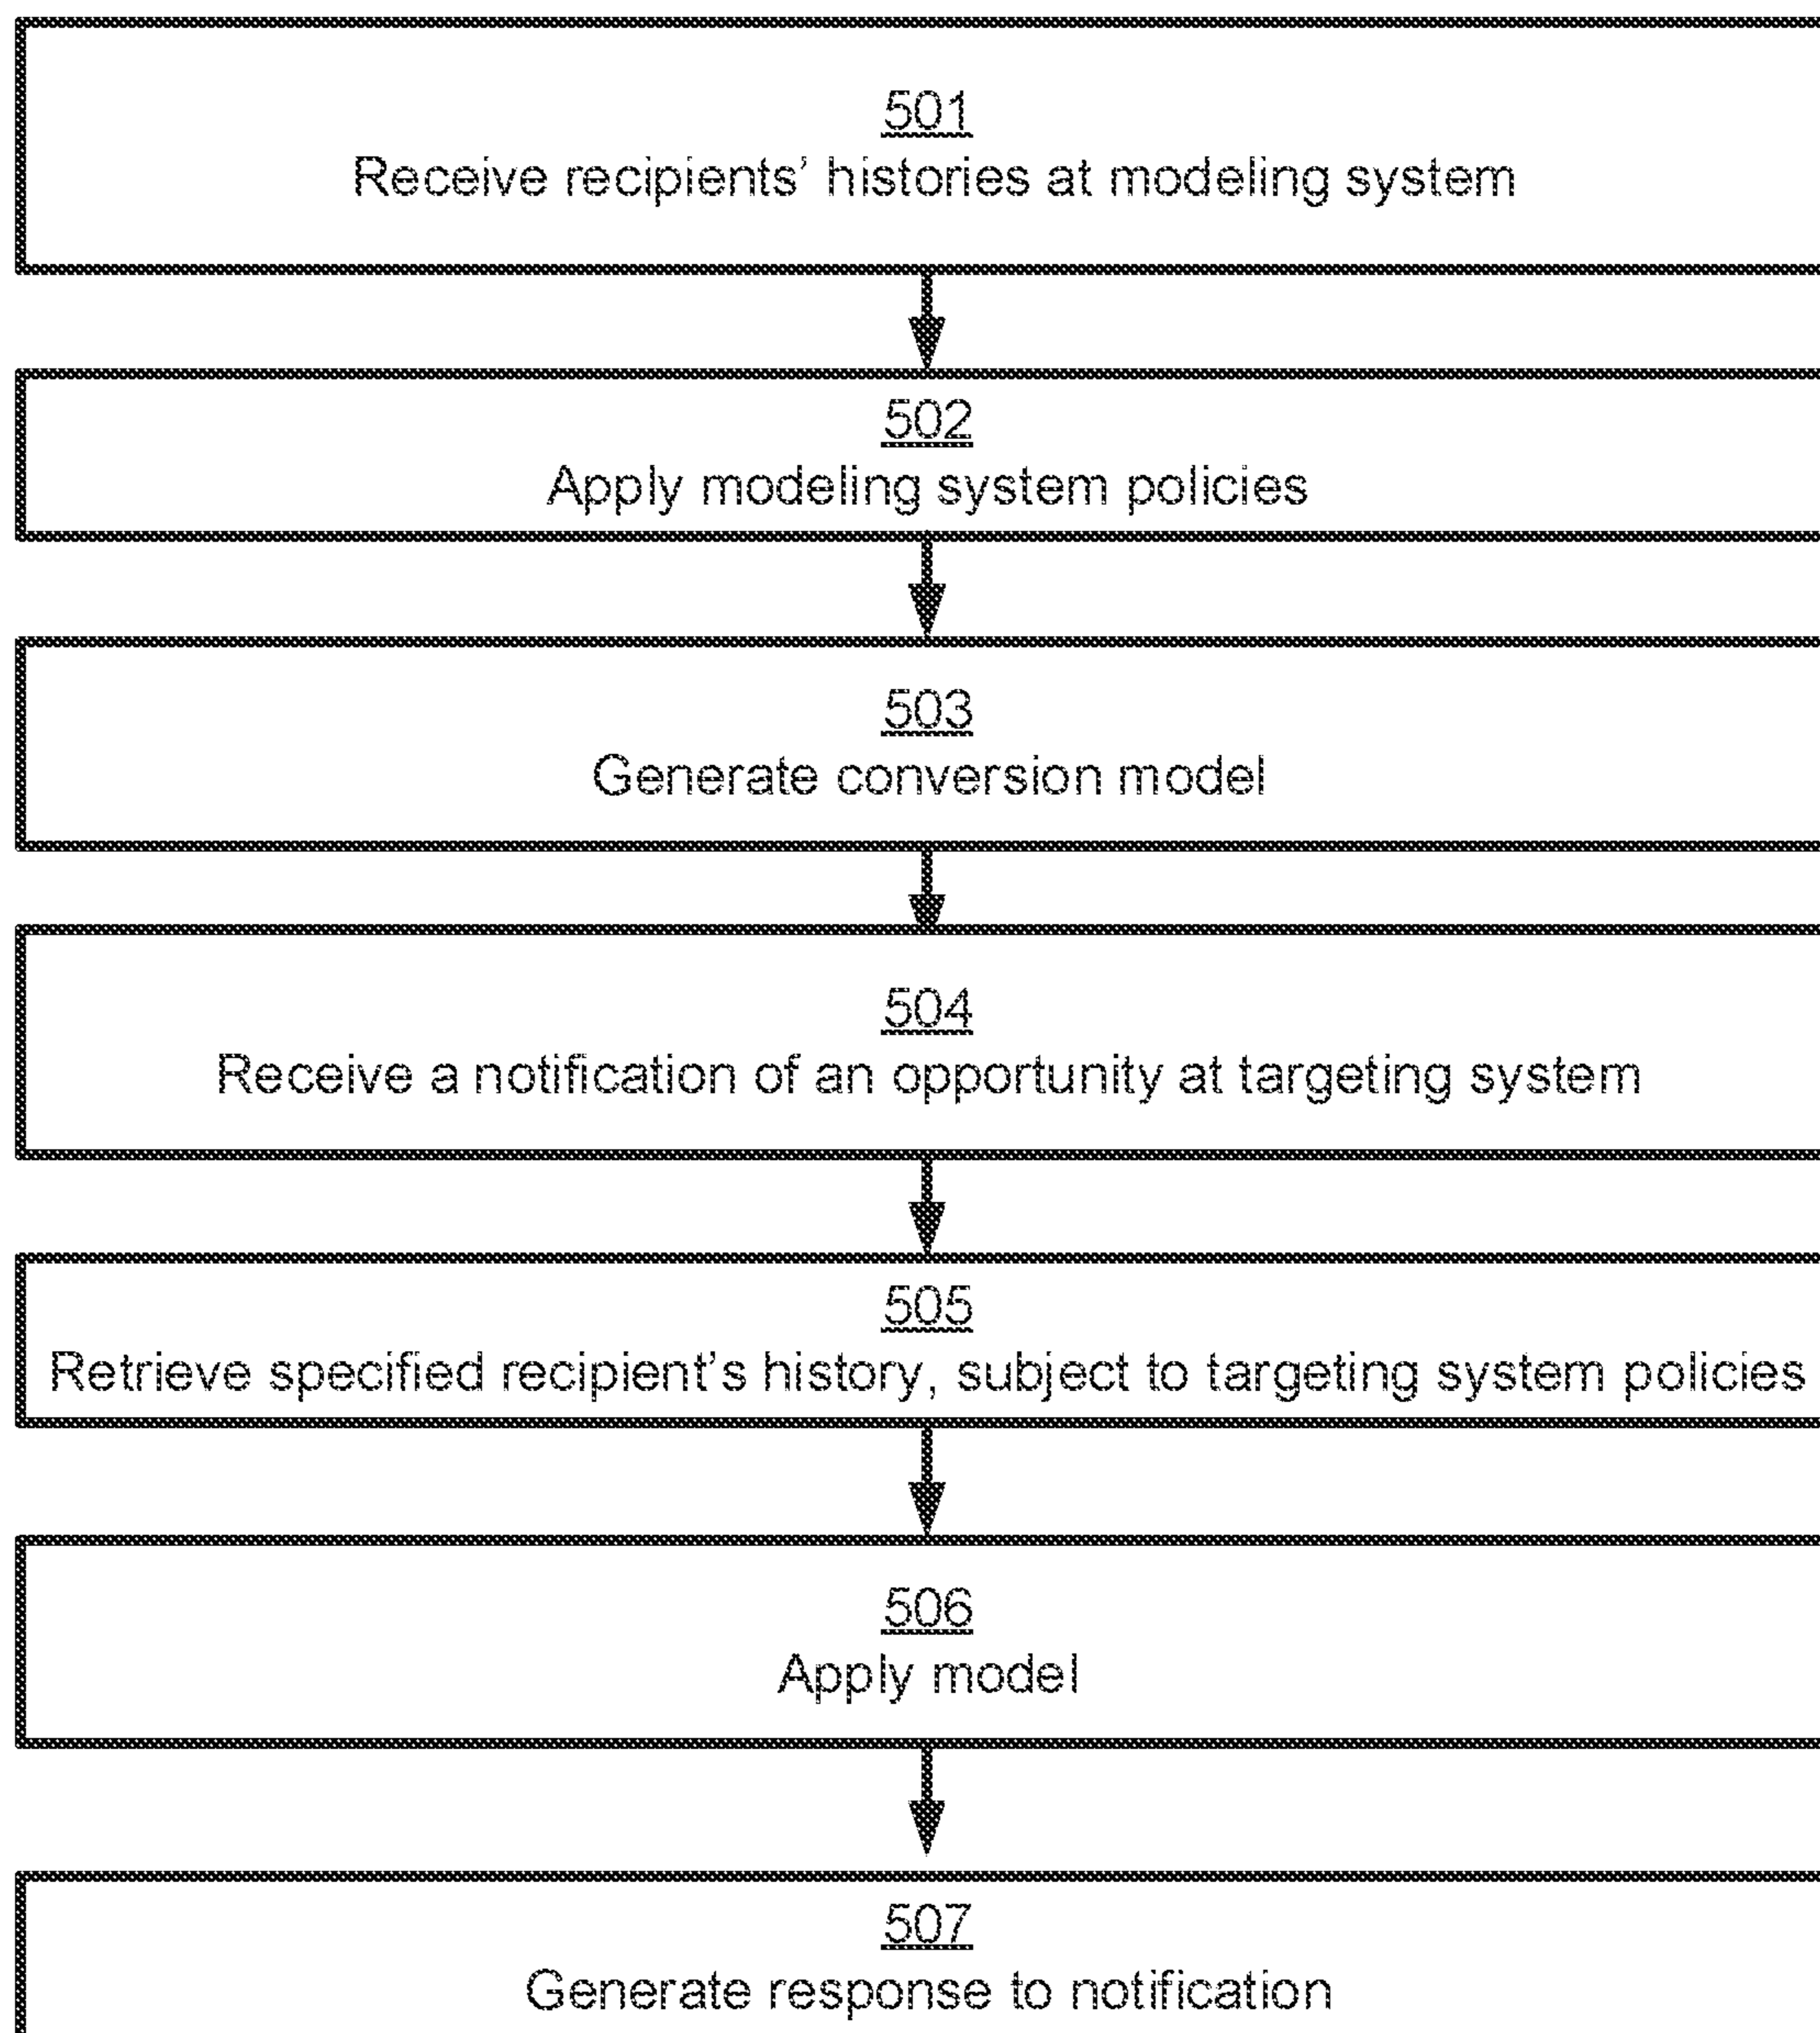 501
Receive recipients’ histories at modeling system
502
Apply modeling system policies
503
Generate conversion model
504
Receive a notification of an opportunity at targeting system
505
Retrieve specified recipient’s history, subject to targeting system policies
506
Apply model
507
Generate response to notification